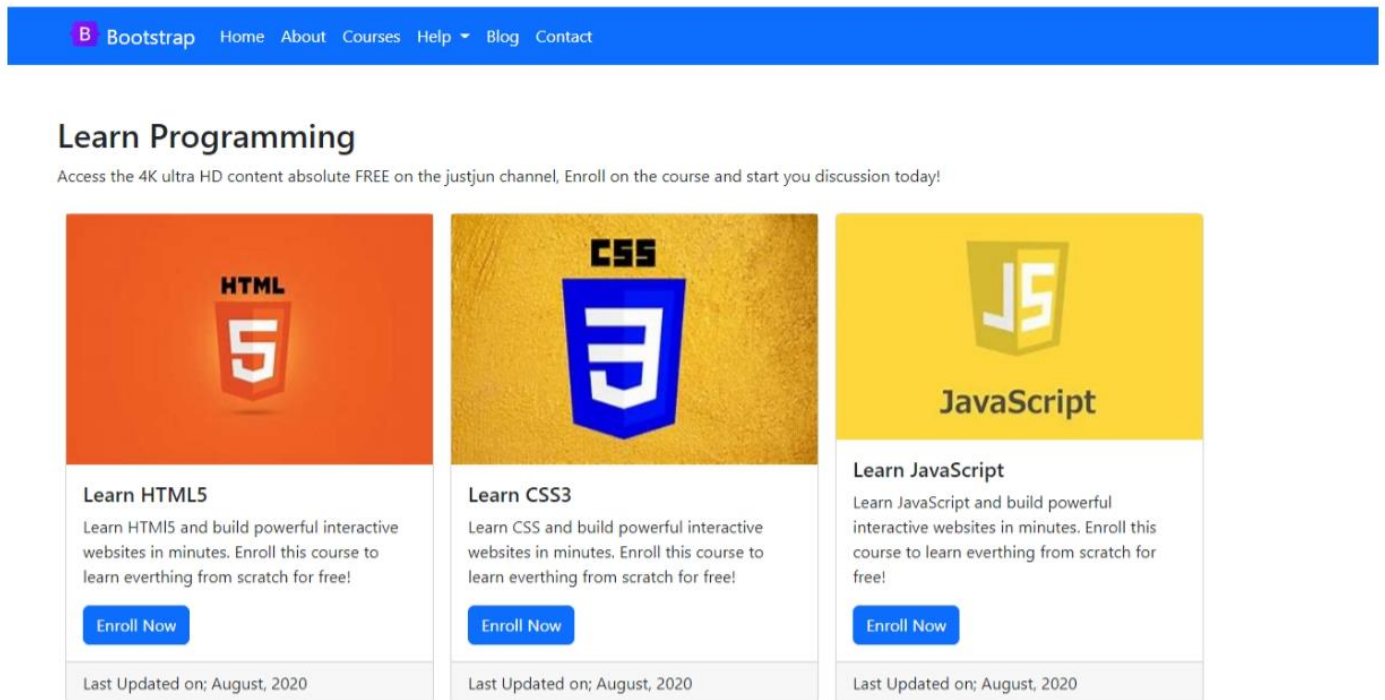 B Bootstrap Home About Courses Help Blog Contact
Learn Programming
Access the 4K ultra HD content absolute FREE on the justjun channel, Enroll on the course and start you discussion today!
HTML
5
Learn HTML5
Learn HTMl5 and build powerful interactive
websites in minutes. Enroll this course to
learn everthing from scratch for free!
Enroll Now
Last Updated on; August, 2020
CSS
3
Learn CSS3
Learn CSS and build powerful interactive
websites in minutes. Enroll this course to
learn everthing from scratch for free!
Enroll Now
Last Updated on; August, 2020
JS
JavaScript
Learn JavaScript
Learn JavaScript and build powerful
interactive websites in minutes. Enroll this
course to learn everthing from scratch for
free!
Enroll Now
Last Updated on; August, 2020